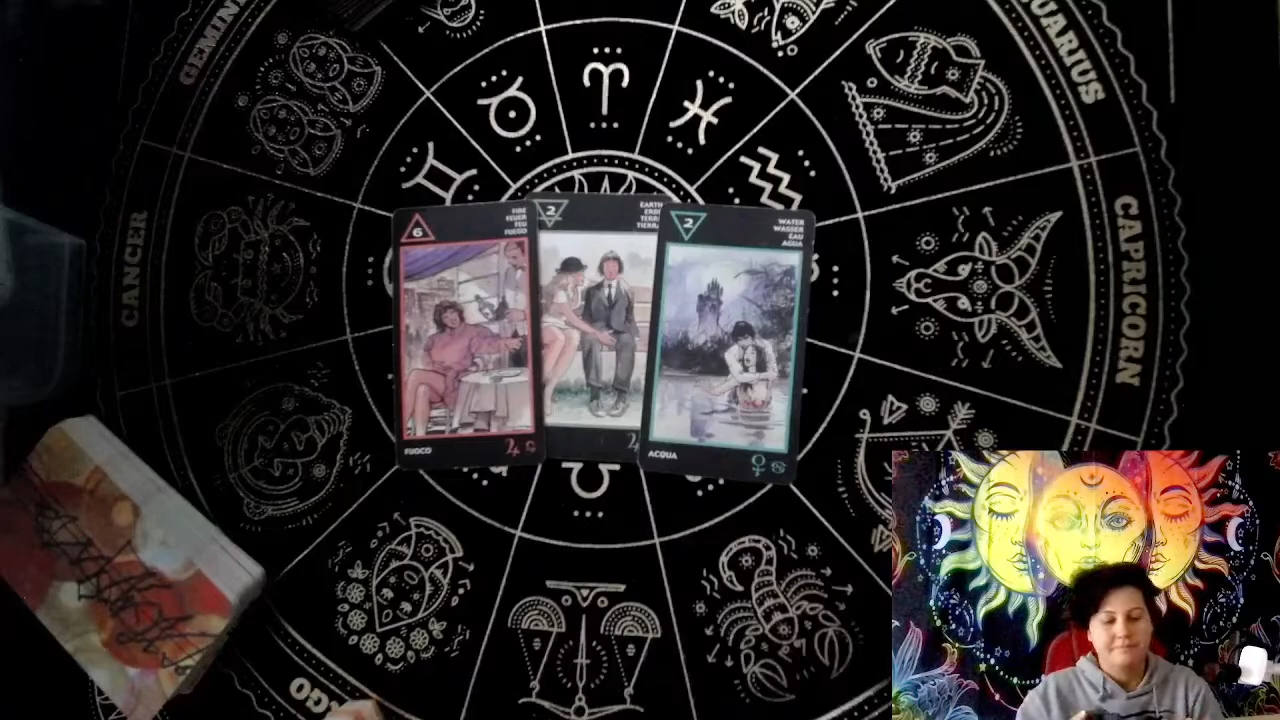 GEMINI
AQUARIUS
CANCER
CAPRICORN
6
FIRE
FEUER
FEU
FUOCO
2
EARTH
ERDE
TERRE
TIERRA
2
WATER
WASSER
EAU
AGUA
FUOCO
ACQUA